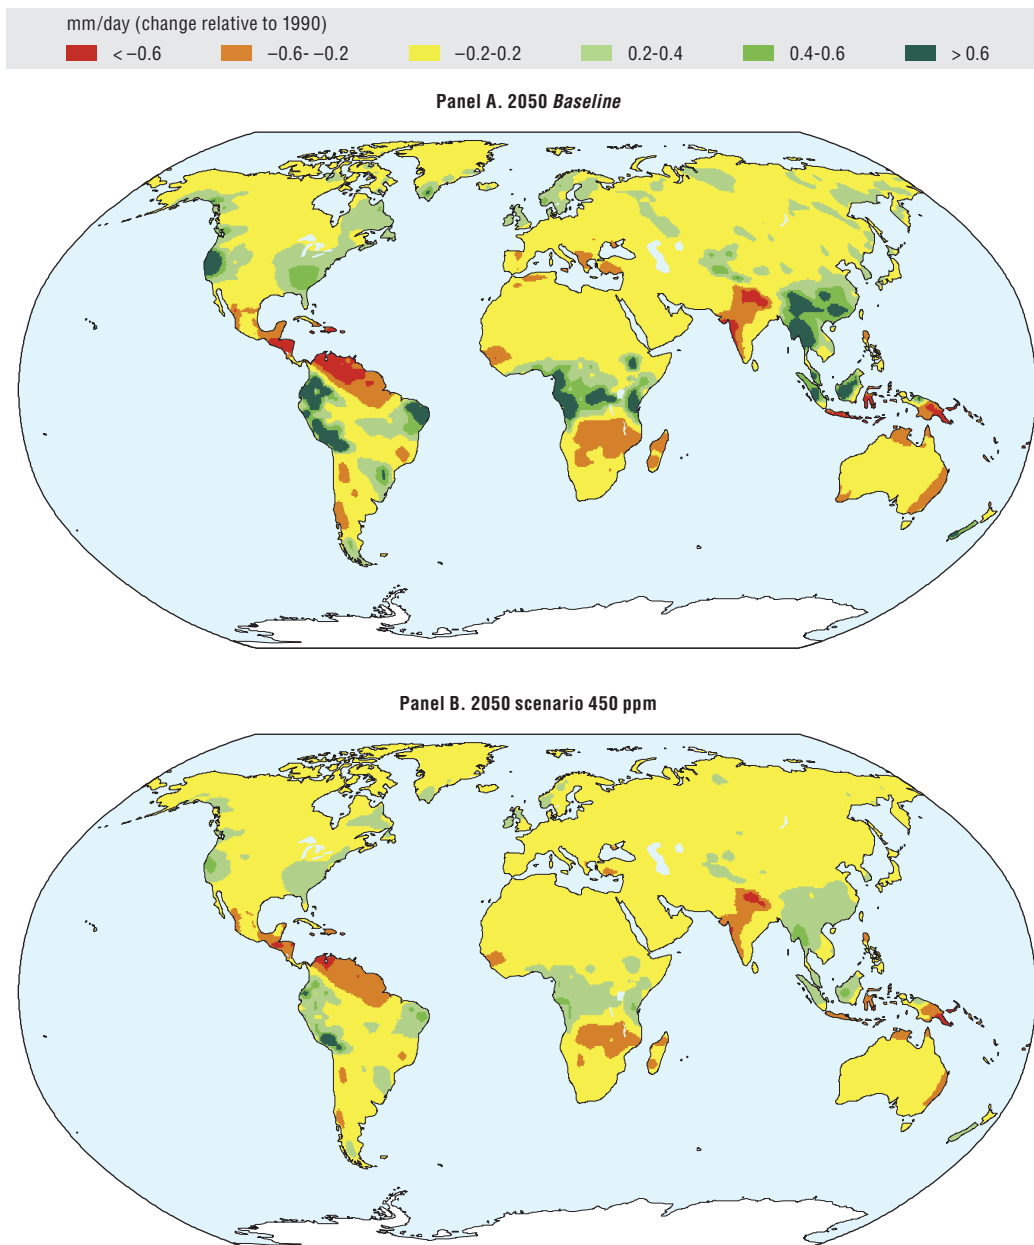 mm/day (change relative to 1990)
< –0.6 –0.6- –0.2 –0.2-0.2 0.2-0.4 0.4-0.6 > 0.6
Panel A. 2050 Baseline
Panel B. 2050 scenario 450 ppm